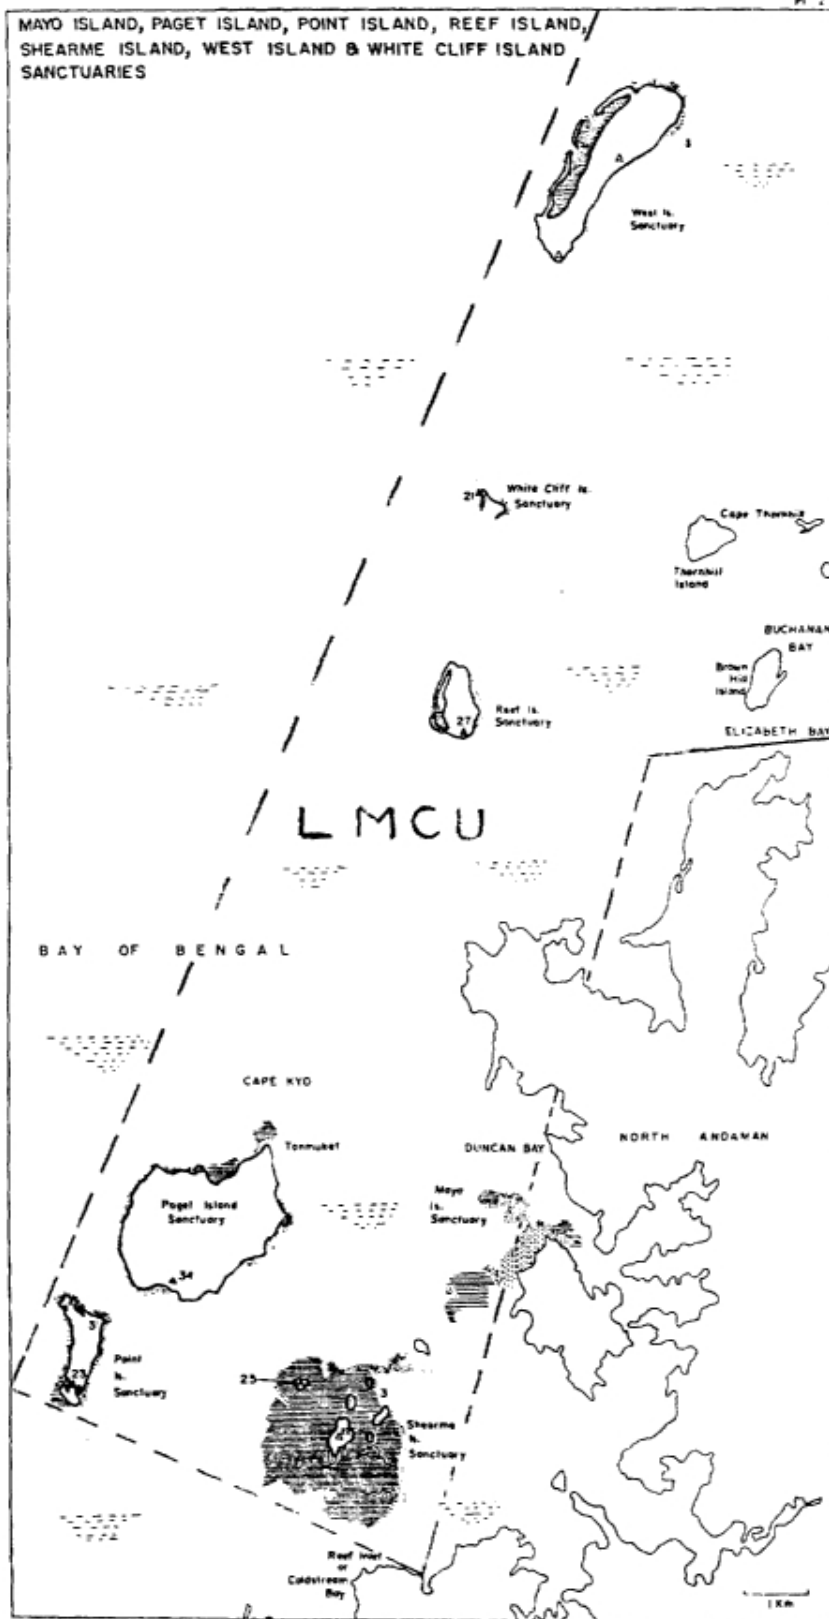 MAYO ISLAND, PAGET ISLAND, POINT ISLAND, REEF ISLAND,
SHEARME ISLAND, WEST ISLAND & WHITE CLIFF ISLAND
SANCTUARIES
3
A
West Is.
Sanctuary
A
21
White Cliff Is.
Sanctuary
Cape Thornhill
Thornhill
Island
BUCHANAN
BAY
Brown
Hill
Island
Reef Is.
Sanctuary
27
ELIZABETH BAY
LMCU
BAY OF BENGAL
CAPE KYD
Tanmuket
DUNCAN BAY
NORTH ANDAMAN
Mayo
Is.
Sanctuary
Paget Island
Sanctuary
34
3
23
Point
Is.
Sanctuary
25
3
Shearme
Is.
Sanctuary
Reef Inlet
or
Coldstream
Bay
1 Km